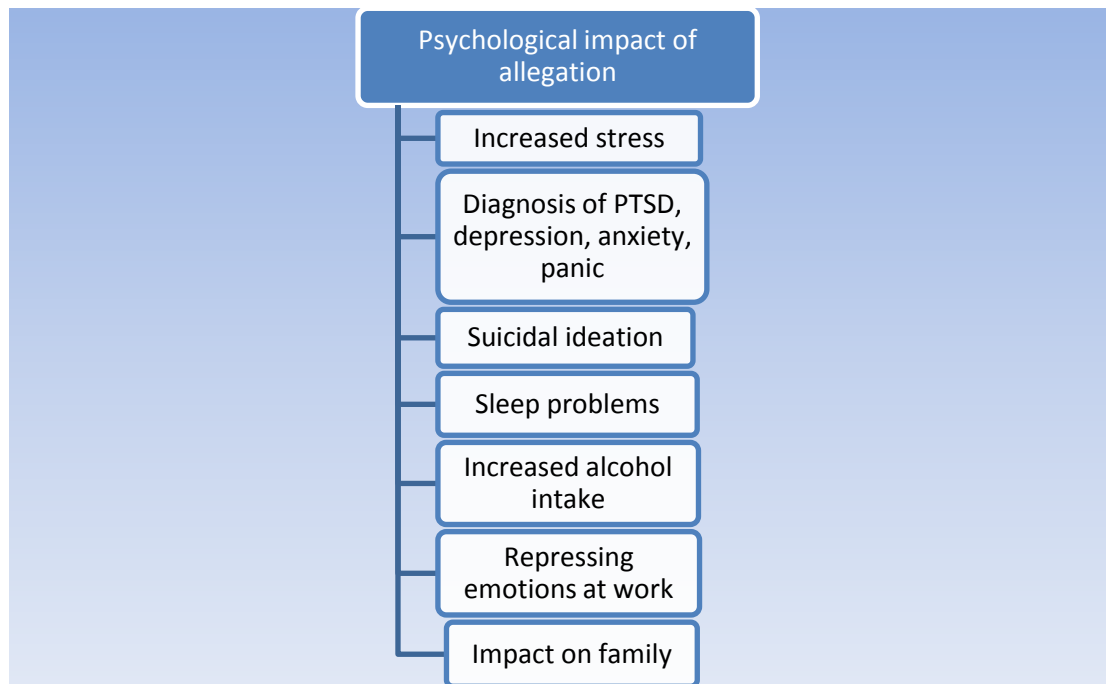 Psychological impact of
allegation
Increased stress
Diagnosis of PTSD,
depression, anxiety,
panic
Suicidal ideation
Sleep problems
Increased alcohol
intake
Repressing
emotions at work
Impact on family